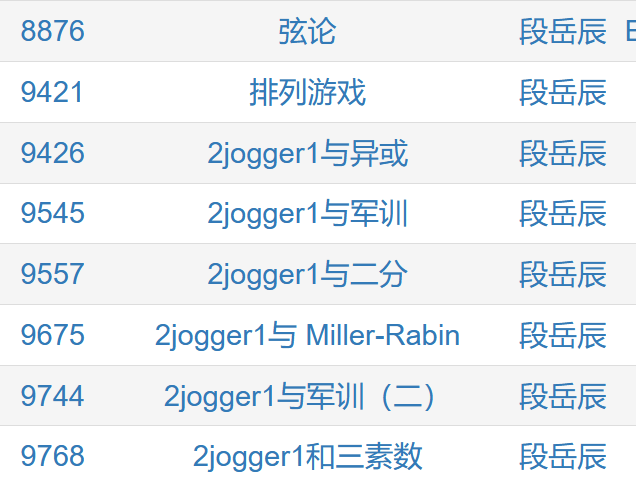 8876 弦论 段岳辰
9421 排列游戏 段岳辰
9426 2jogger1与异或 段岳辰
9545 2jogger1与军训 段岳辰
9557 2jogger1与二分 段岳辰
9675 2jogger1与 Miller-Rabin 段岳辰
9744 2jogger1与军训（二） 段岳辰
9768 2jogger1和三素数 段岳辰